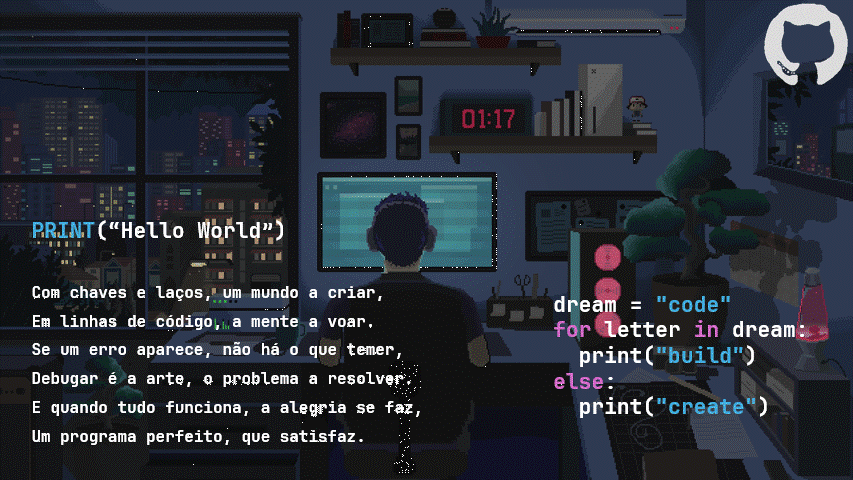 01:17
PRINT(“Hello World”)
Com chaves e laços, um mundo a criar,
Em linhas de código, a mente a voar.
Se um erro aparece, não há o que temer,
Debugar é a arte, o problema a resolver.
E quando tudo funciona, a alegria se faz,
Um programa perfeito, que satisfaz.
dream = "code"
for letter in dream:
  print("build")
else:
  print("create")